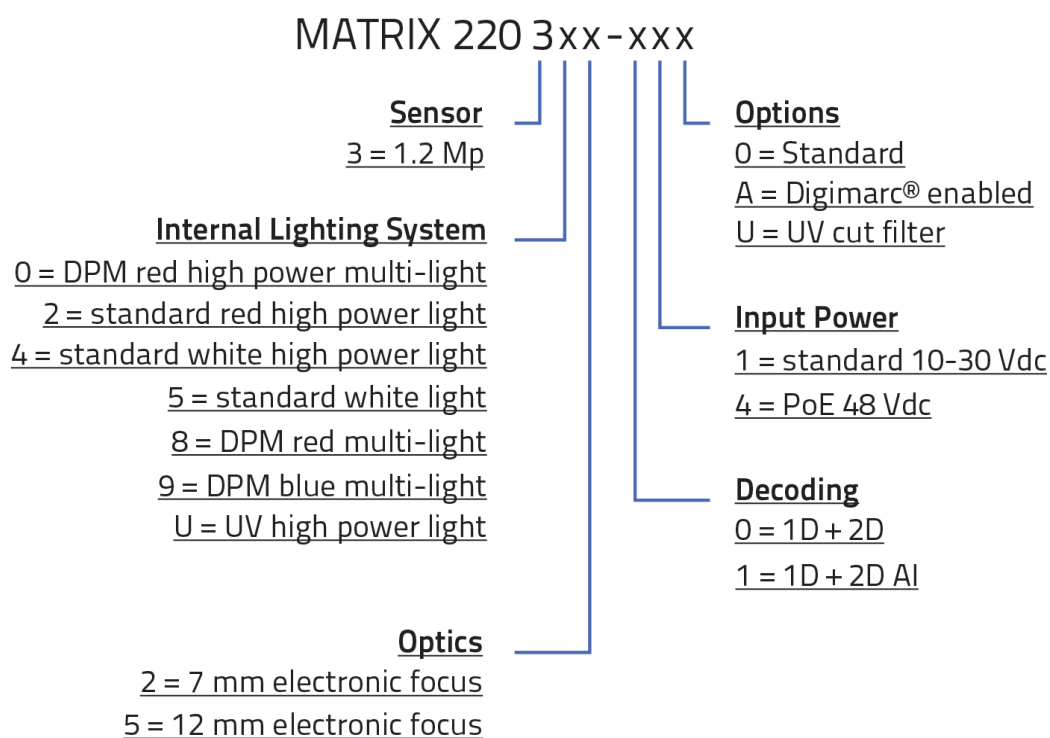 MATRIX 220 3xx-xxx
Sensor
3 = 1.2 Mp
Internal Lighting System
0 = DPM red high power multi-light
2 = standard red high power light
4 = standard white high power light
5 = standard white light
8 = DPM red multi-light
9 = DPM blue multi-light
U = UV high power light
Optics
2 = 7 mm electronic focus
5 = 12 mm electronic focus
Options
0 = Standard
A = Digimarc® enabled
U = UV cut filter
Input Power
1 = standard 10-30 Vdc
4 = PoE 48 Vdc
Decoding
0 = 1D + 2D
1 = 1D + 2D AI